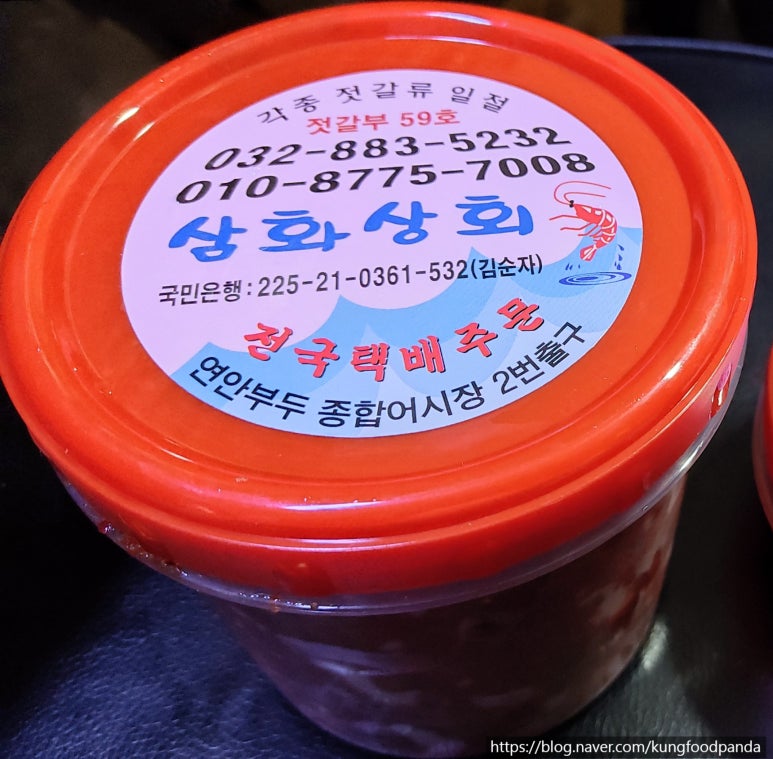 각종 젓갈류 일절
젓갈부 59호
032-883-5232
010-8775-7008
삼화상회
국민은행:225-21-0361-532(김순자)
전국택배주문
연안부두 종합어시장 2번출구
https://blog.naver.com/kungfoodpanda